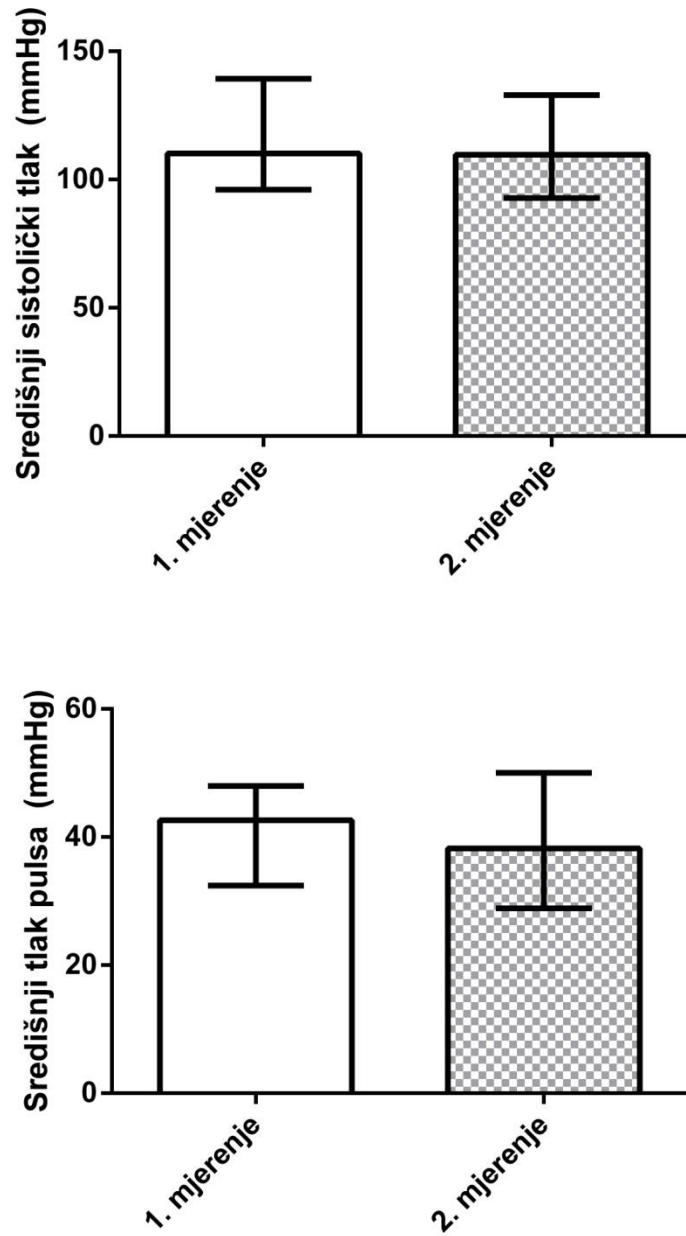 Središnji sistolički tlak (mmHg)
150
100
50
0
1. mjerenje
2. mjerenje
Središnji tlak pulsa (mmHg)
60
40
20
0
1. mjerenje
2. mjerenje